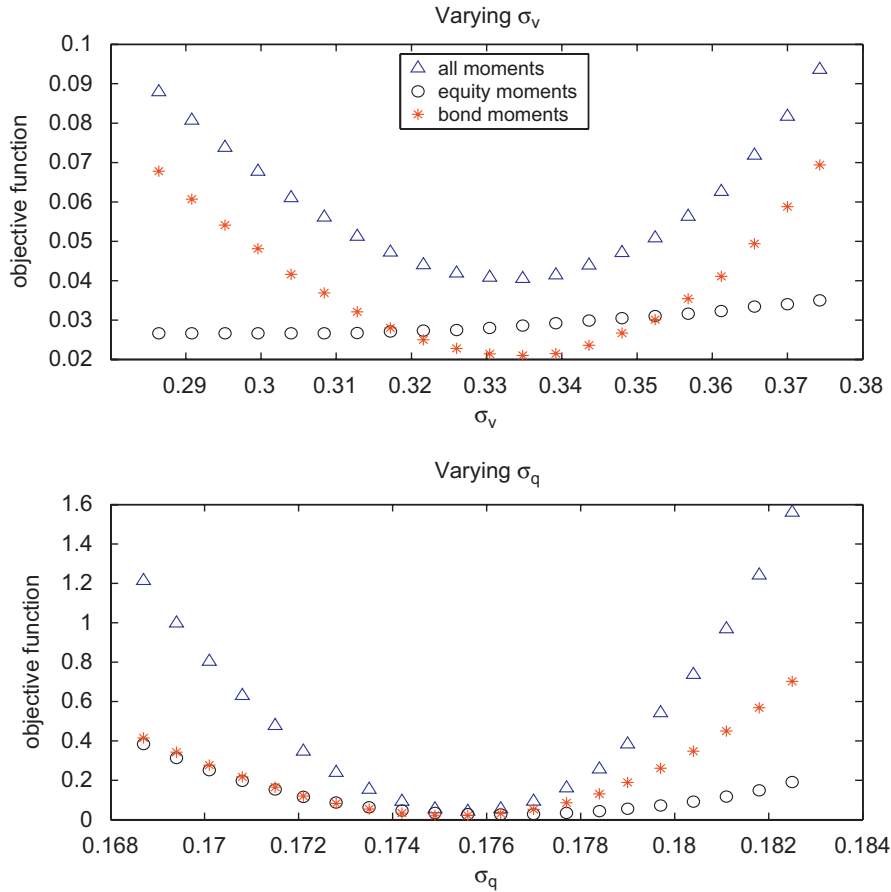 Varying σv
0.1
0.09
0.08
0.07
0.06
0.05
0.04
0.03
0.02
objective function
all moments
equity moments
bond moments
0.29 0.3 0.31 0.32 0.33 0.34 0.35 0.36 0.37 0.38
σv
Varying σq
1.6
1.4
1.2
1
0.8
0.6
0.4
0.2
0
objective function
0.168 0.17 0.172 0.174 0.176 0.178 0.18 0.182 0.184
σq